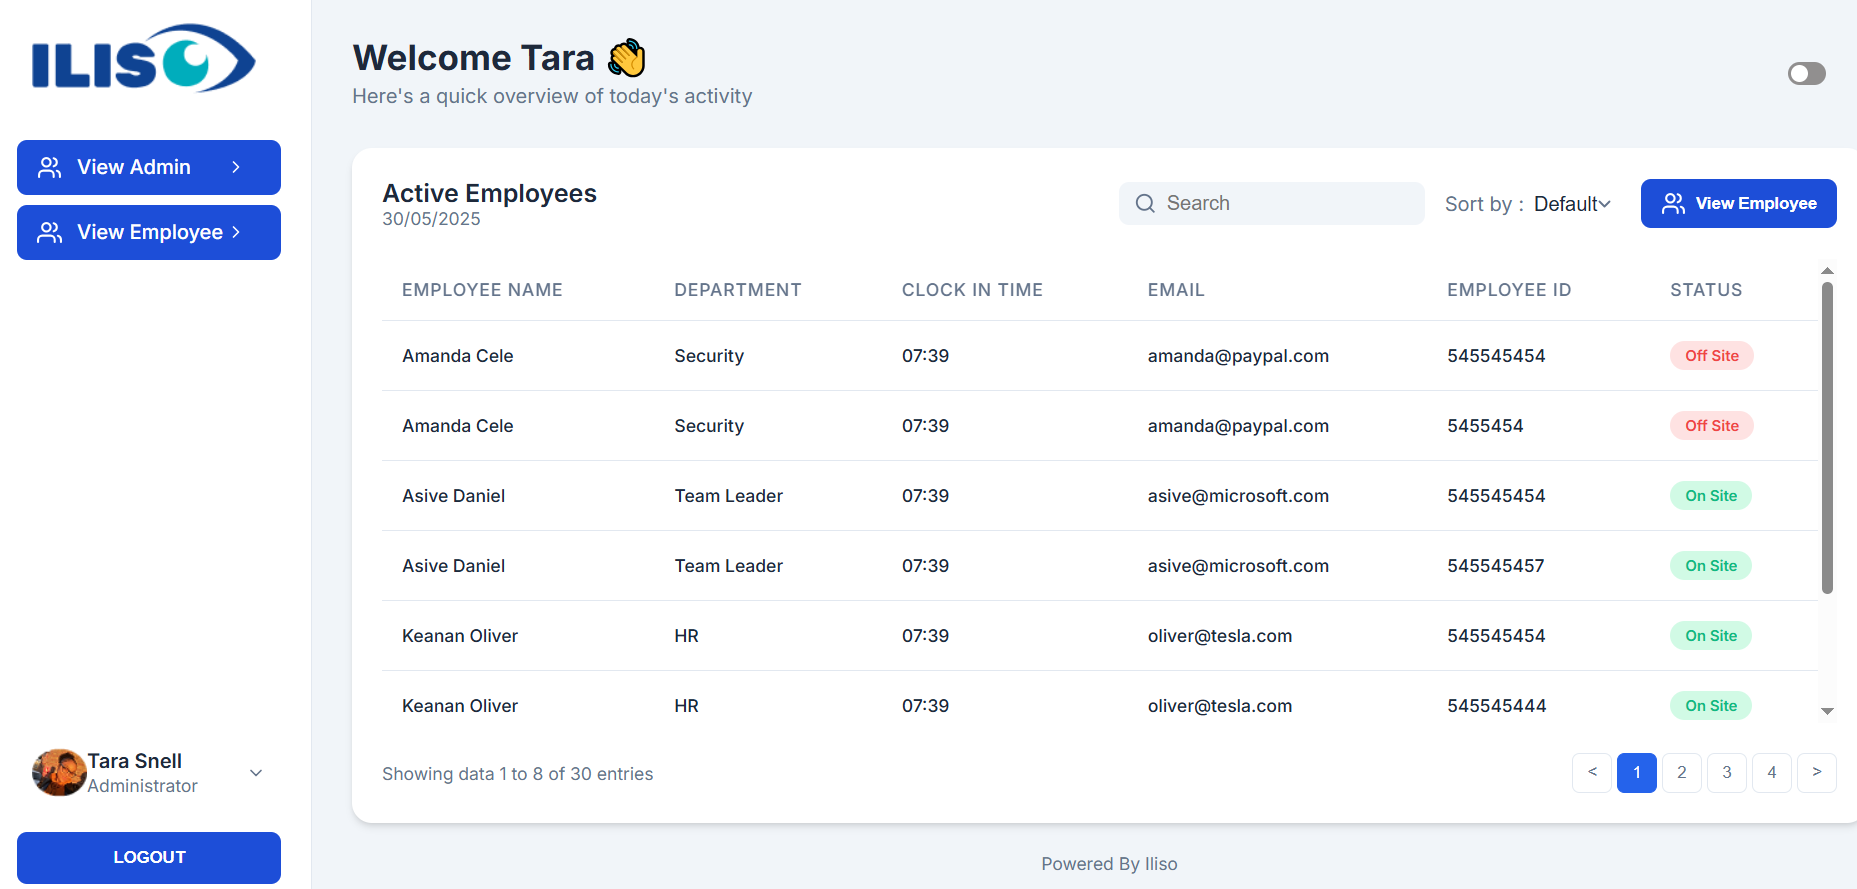 ILISO
View Admin
View Employee
Tara Snell
Administrator
LOGOUT
Welcome Tara 👋
Here's a quick overview of today's activity
Active Employees
30/05/2025
Search
Sort by : Default
View Employee
EMPLOYEE NAME DEPARTMENT CLOCK IN TIME EMAIL EMPLOYEE ID STATUS
Amanda Cele Security 07:39 amanda@paypal.com 545545454 Off Site
Amanda Cele Security 07:39 amanda@paypal.com 5455454 Off Site
Asive Daniel Team Leader 07:39 asive@microsoft.com 545545454 On Site
Asive Daniel Team Leader 07:39 asive@microsoft.com 545545457 On Site
Keanan Oliver HR 07:39 oliver@tesla.com 545545454 On Site
Keanan Oliver HR 07:39 oliver@tesla.com 545545444 On Site
Showing data 1 to 8 of 30 entries
< 1 2 3 4 >
Powered By Iliso